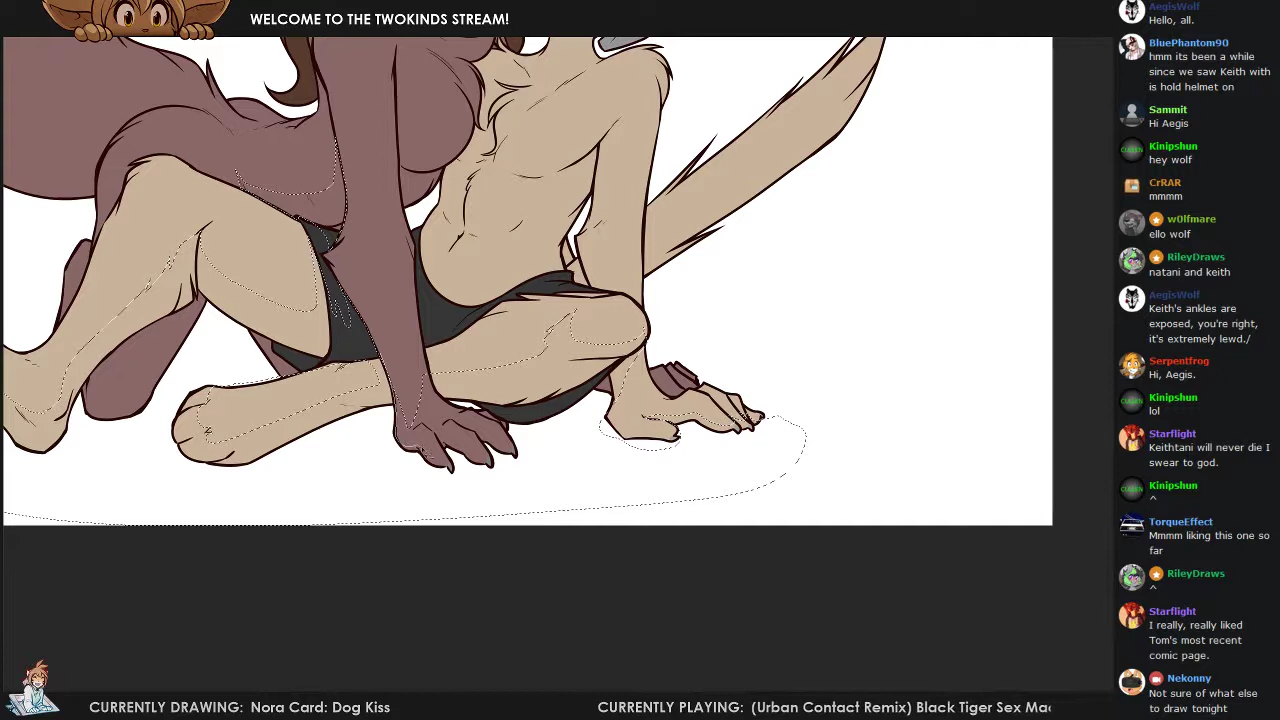 WELCOME TO THE TWOKINDS STREAM!
AegisWolf
Hello, all.
BluePhantom90
hmm its been a while
since we saw Keith with
is hold helmet on
Sammit
Hi Aegis
Kinipshun
hey wolf
CrRAR
mmmm
w0lfmare
ello wolf
RileyDraws
natani and keith
AegisWolf
Keith's ankles are
exposed, you're right,
it's extremely lewd./
Serpentfrog
Hi, Aegis.
Kinipshun
lol
Starflight
Keithtani will never die I
swear to god.
Kinipshun
^
TorqueEffect
Mmmm liking this one so
far
RileyDraws
^
Starflight
I really, really liked
Tom's most recent
comic page.
Nekonny
Not sure of what else
to draw tonight
CURRENTLY DRAWING: Nora Card: Dog Kiss
CURRENTLY PLAYING: (Urban Contact Remix) Black Tiger Sex Mac